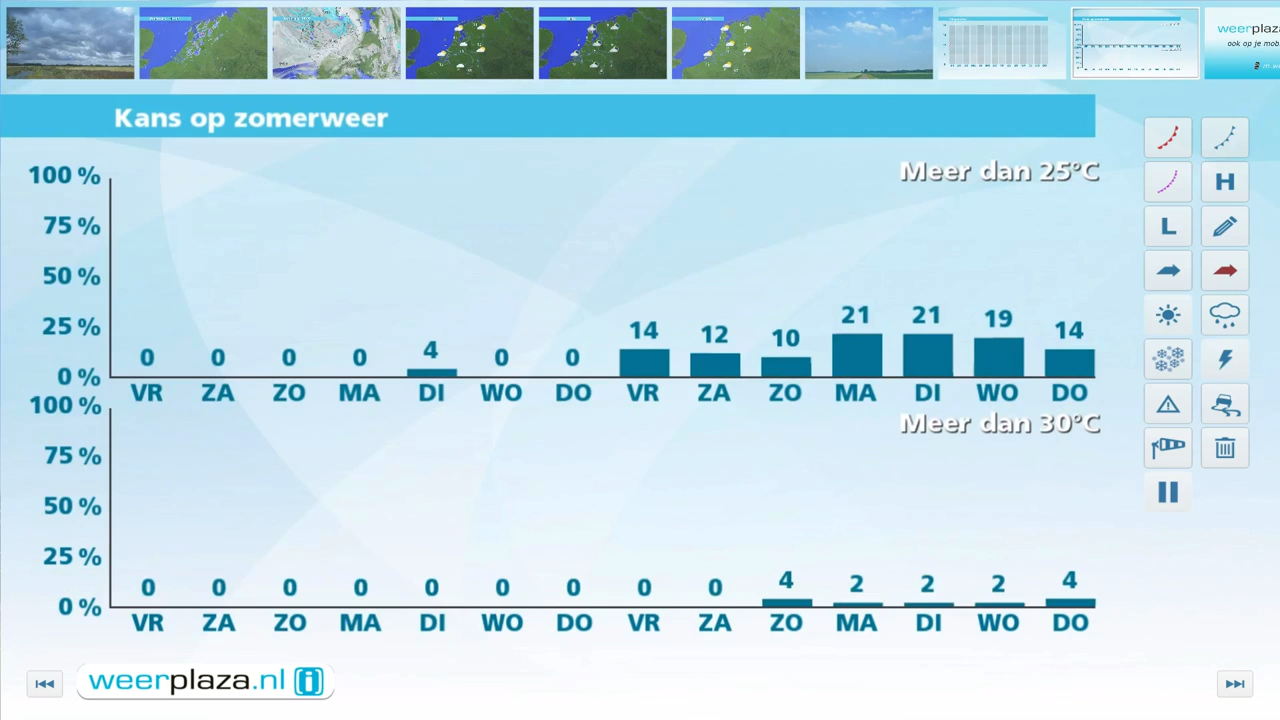 weerplaza
ook op je mob
Kans op zomerweer
Meer dan 25°C
100 %
75 %
50 %
25 %
0 %
0 0 0 0 4 0 0 14 12 10 21 21 19 14
VR ZA ZO MA DI WO DO VR ZA ZO MA DI WO DO
Meer dan 30°C
100 %
75 %
50 %
25 %
0 %
0 0 0 0 0 0 0 0 0 4 2 2 2 4
VR ZA ZO MA DI WO DO VR ZA ZO MA DI WO DO
H
L
weerplaza.nl